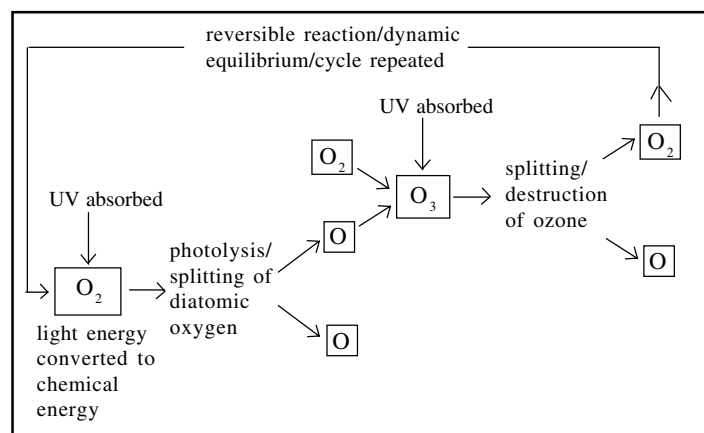 reversible reaction/dynamic
equilibrium/cycle repeated
UV absorbed
O₂
O₂
splitting/
destruction
of ozone
O₃
UV absorbed
photolysis/
splitting of
diatomic
oxygen
O
O
O₂
light energy
converted to
chemical
energy
O